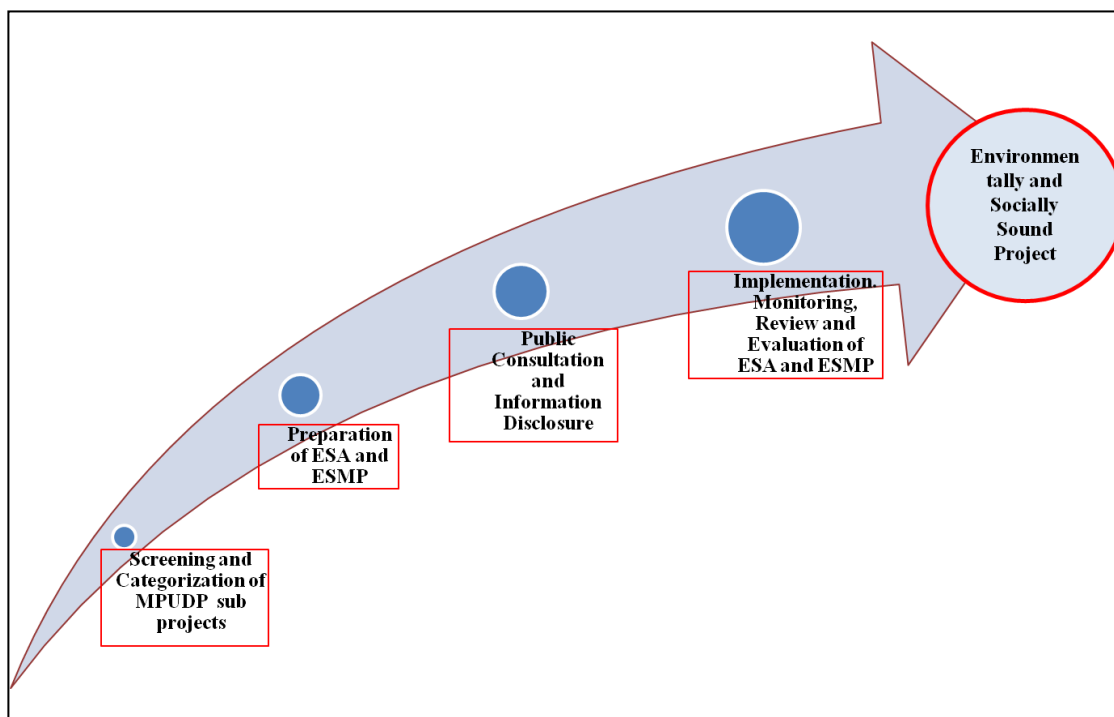 Screening and
Categorization of
MPUDP sub
projects
Preparation
of ESA and
ESMP
Public
Consultation
and
Information
Disclosure
Implementation.
Monitoring,
Review and
Evaluation of
ESA and ESMP
Environmen
tally and
Socially
Sound
Project